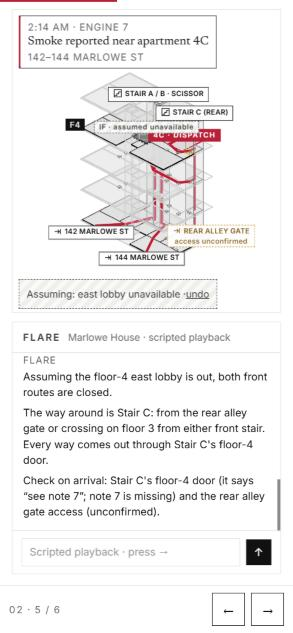 2:14 AM · ENGINE 7
Smoke reported near apartment 4C
142–144 MARLOWE ST
STAIR A / B · SCISSOR
STAIR C (REAR)
F4
IF · assumed unavailable
4C · DISPATCH
→ 142 MARLOWE ST
→ REAR ALLEY GATE
access unconfirmed
→ 144 MARLOWE ST
Assuming: east lobby unavailable · undo
FLARE Marlowe House · scripted playback
FLARE
Assuming the floor-4 east lobby is out, both front
routes are closed.
The way around is Stair C: from the rear alley
gate or crossing on floor 3 from either front stair.
Every way comes out through Stair C's floor-4
door.
Check on arrival: Stair C's floor-4 door (it says
“see note 7”; note 7 is missing) and the rear alley
gate access (unconfirmed).
Scripted playback · press →
↑
02 · 5 / 6
← →